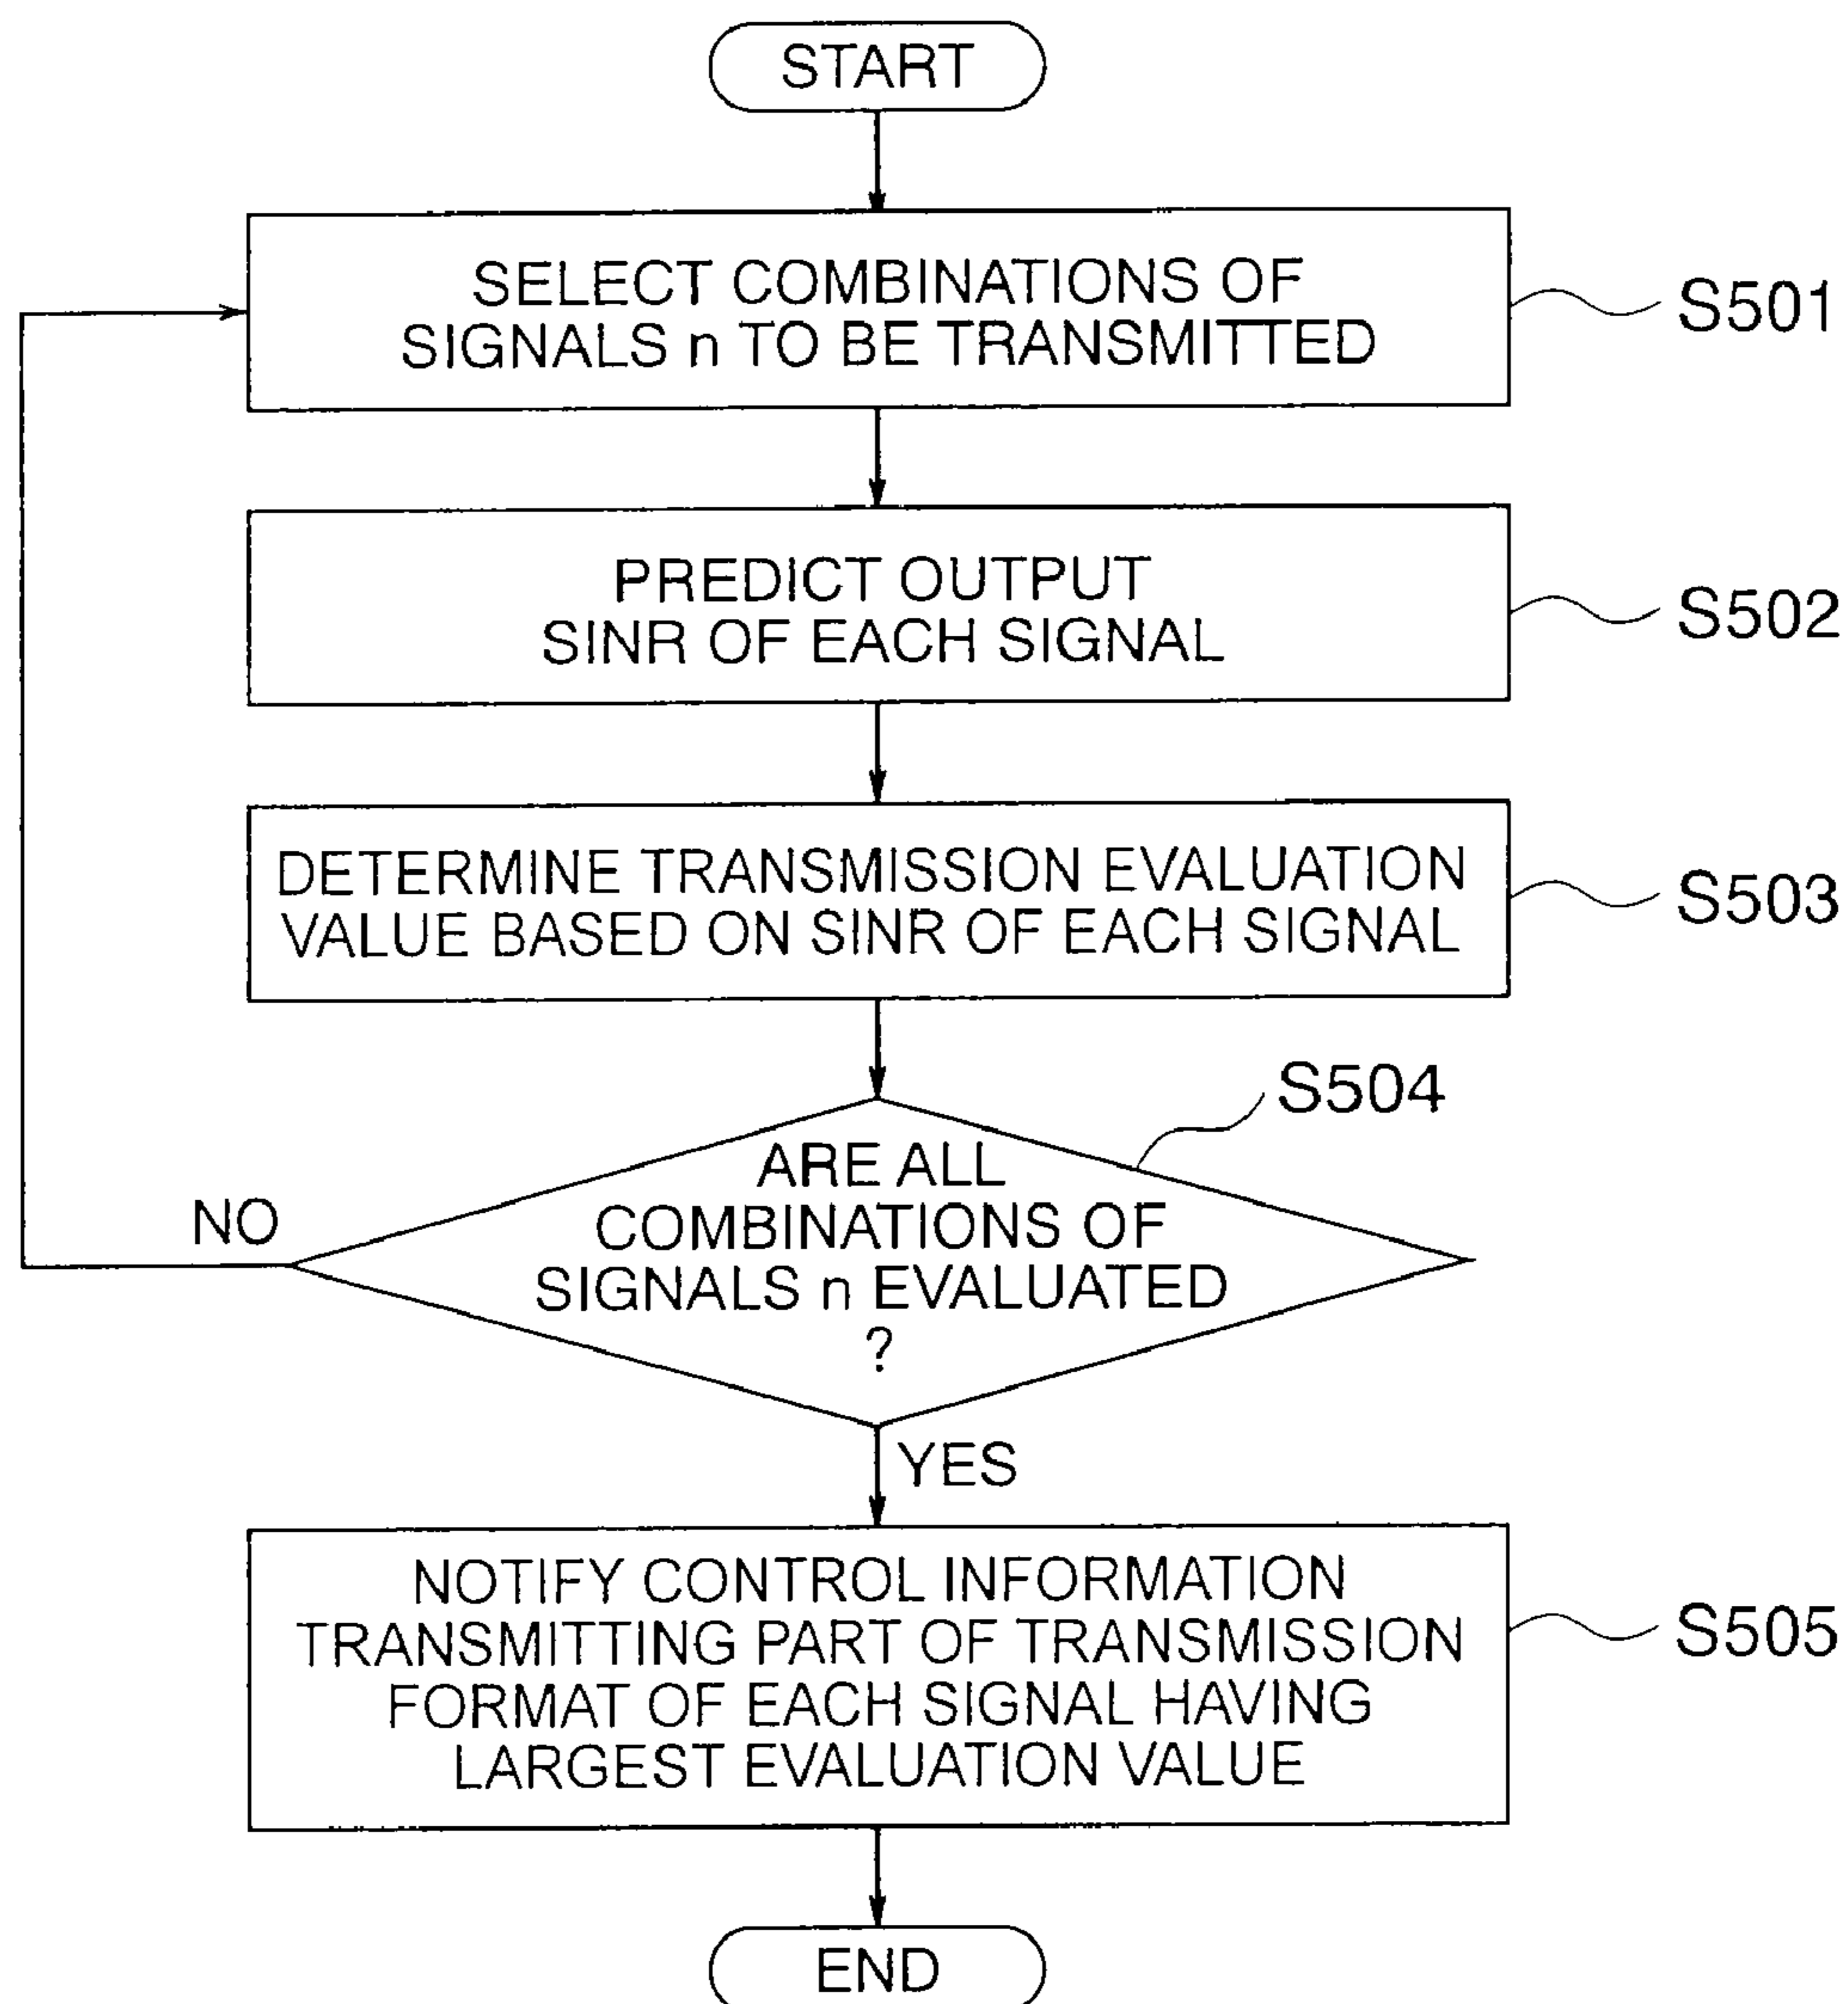 START
SELECT COMBINATIONS OF
SIGNALS n TO BE TRANSMITTED
S501
PREDICT OUTPUT
SINR OF EACH SIGNAL
S502
DETERMINE TRANSMISSION EVALUATION
VALUE BASED ON SINR OF EACH SIGNAL
S503
S504
ARE ALL
COMBINATIONS OF
SIGNALS n EVALUATED
?
NO
YES
NOTIFY CONTROL INFORMATION
TRANSMITTING PART OF TRANSMISSION
FORMAT OF EACH SIGNAL HAVING
LARGEST EVALUATION VALUE
S505
END